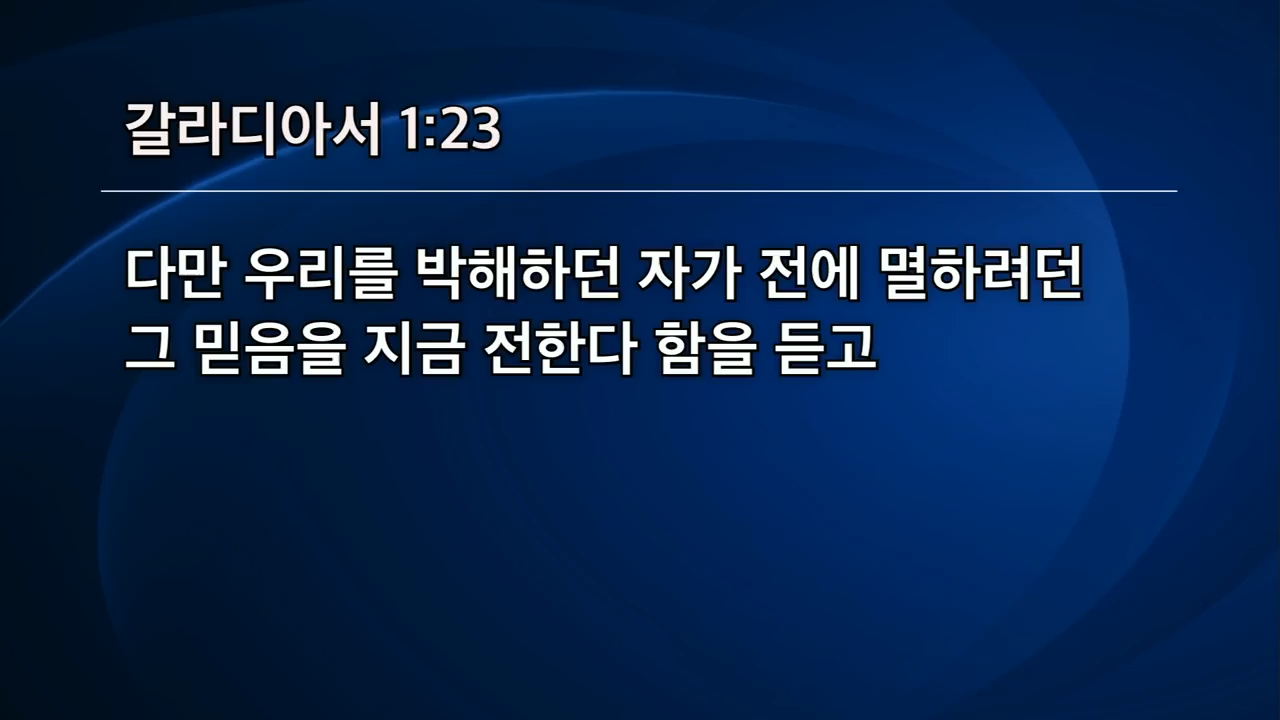 갈라디아서 1:23
다만 우리를 박해하던 자가 전에 멸하려던
그 믿음을 지금 전한다 함을 듣고